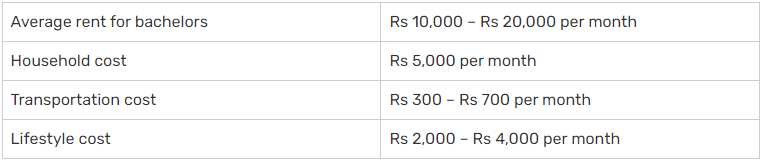 Average rent for bachelors Rs 10,000 – Rs 20,000 per month
Household cost Rs 5,000 per month
Transportation cost Rs 300 – Rs 700 per month
Lifestyle cost Rs 2,000 – Rs 4,000 per month